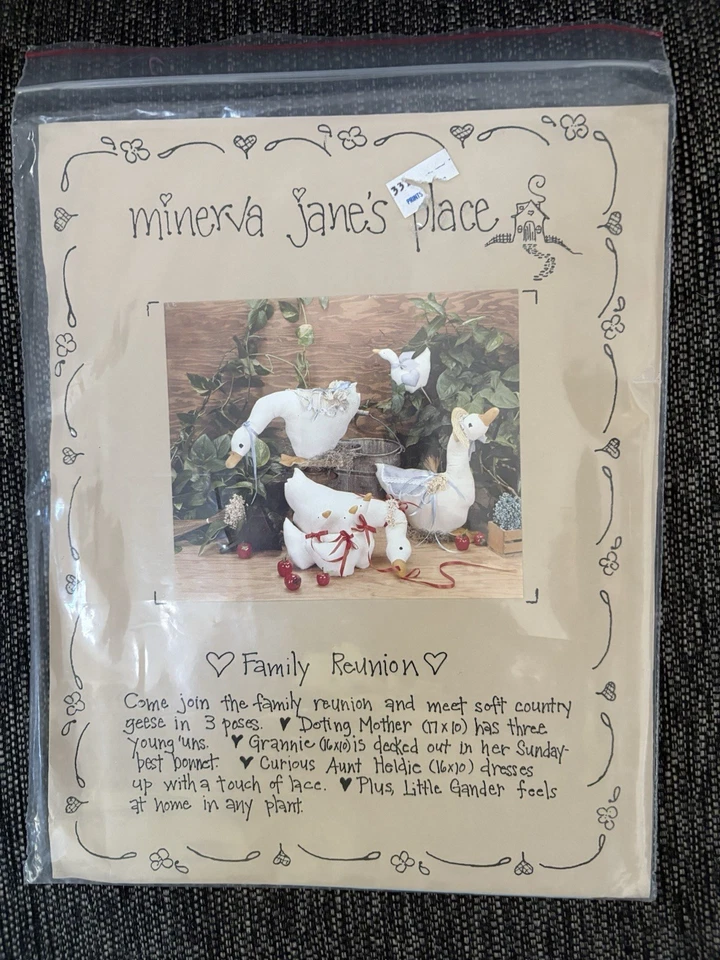 33
PRINTS
minerva jane's place
♡ Family Reunion ♡
Come join the family reunion and meet soft country
geese in 3 poses. ♥ Doting Mother (17x10) has three
young'uns. ♥ Grannie (16x10) is decked out in her Sunday-
best bonnet. ♥ Curious Aunt Heldie (16x10) dresses
up with a touch of lace. ♥ Plus, Little Gander feels
at home in any plant.